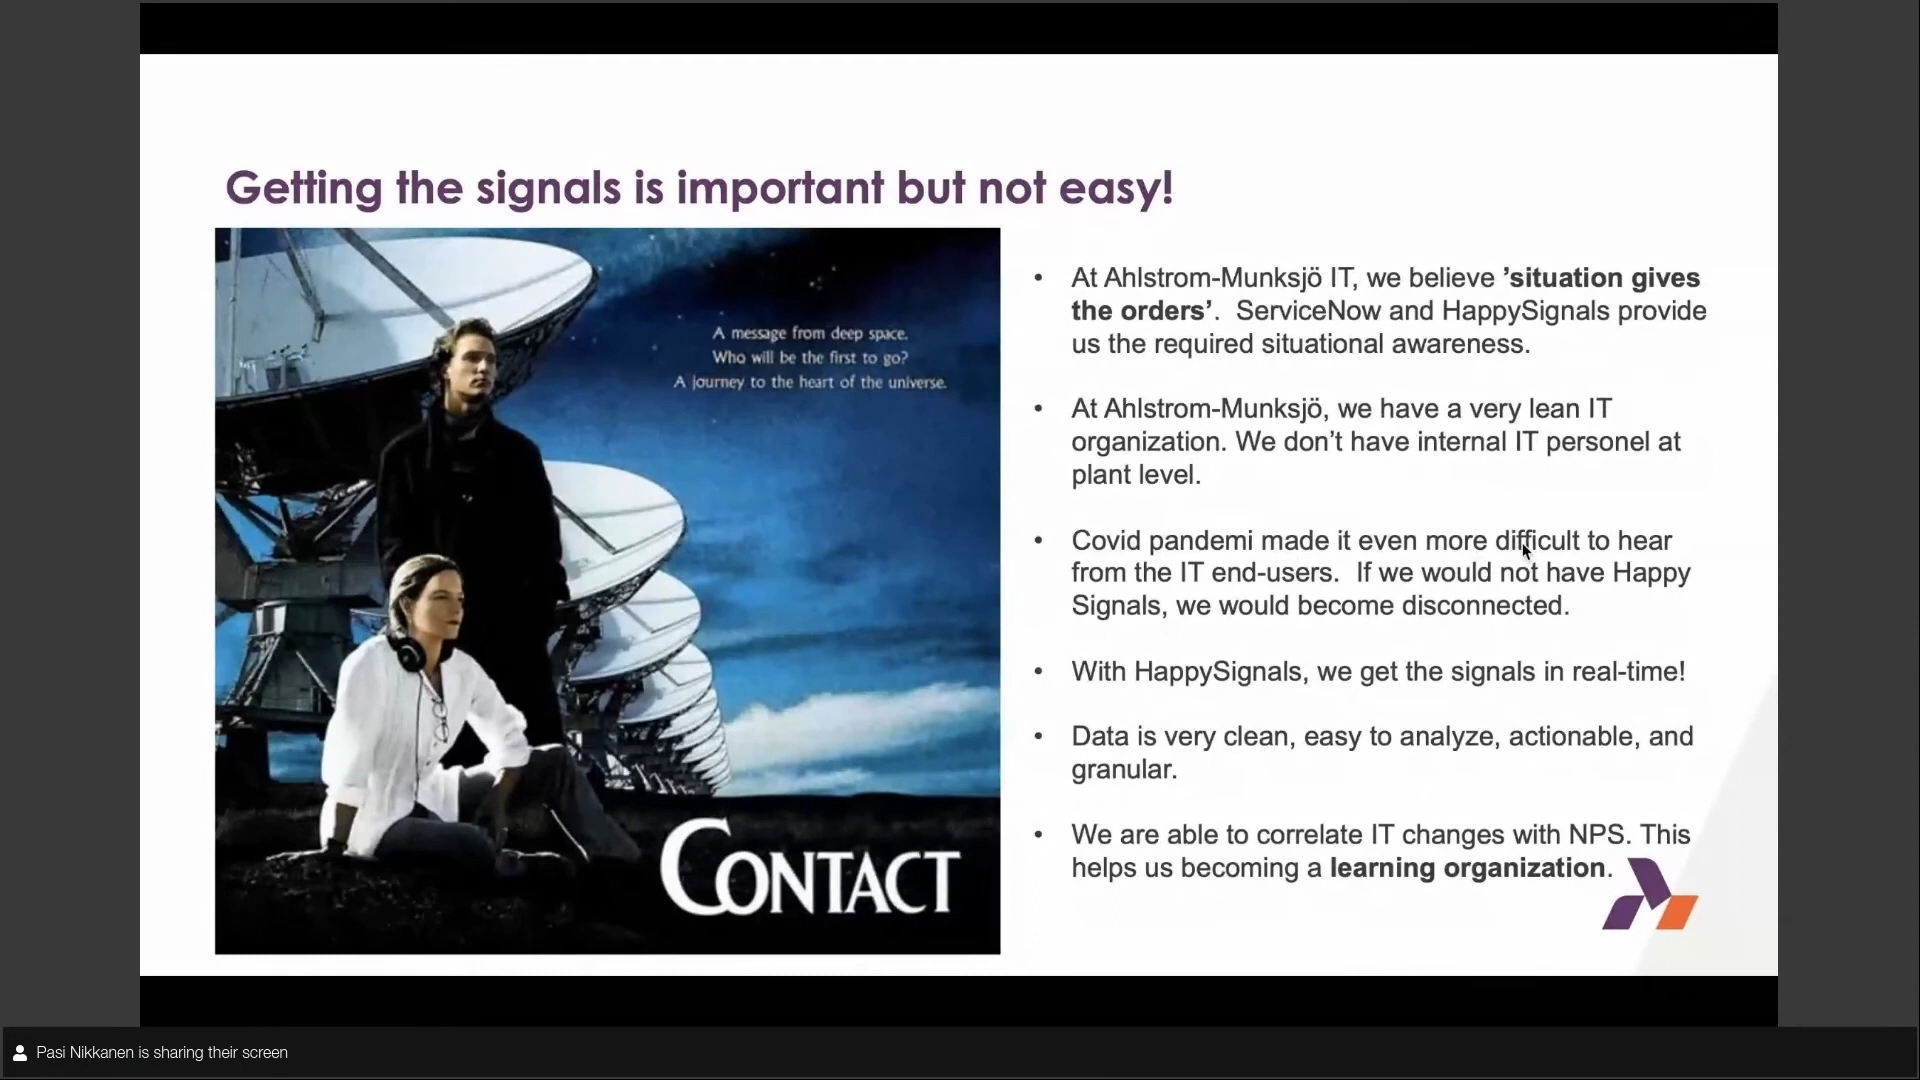 Getting the signals is important but not easy!
A message from deep space.
Who will be the first to go?
A journey to the heart of the universe.
CONTACT
• At Ahlstrom-Munksjö IT, we believe ’situation gives
the orders’.  ServiceNow and HappySignals provide
us the required situational awareness.
• At Ahlstrom-Munksjö, we have a very lean IT
organization. We don’t have internal IT personel at
plant level.
• Covid pandemi made it even more difficult to hear
from the IT end-users.  If we would not have Happy
Signals, we would become disconnected.
• With HappySignals, we get the signals in real-time!
• Data is very clean, easy to analyze, actionable, and
granular.
• We are able to correlate IT changes with NPS. This
helps us becoming a learning organization.
Pasi Nikkanen is sharing their screen